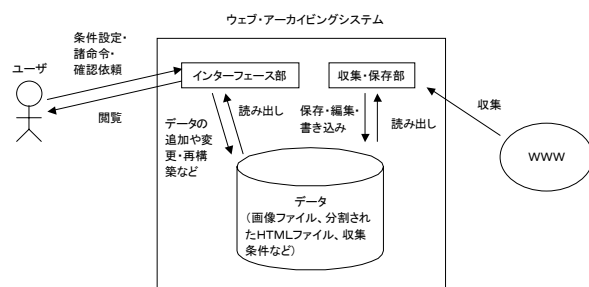 ウェブ・アーカイビングシステム
条件設定・
諸命令・
確認依頼
ユーザ
インターフェース部
収集・保存部
閲覧
読み出し
データの
追加や変
更・再構
築など
保存・編集・
書き込み
読み出し
収集
WWW
データ
(画像ファイル、分割され
たHTMLファイル、収集
条件など)